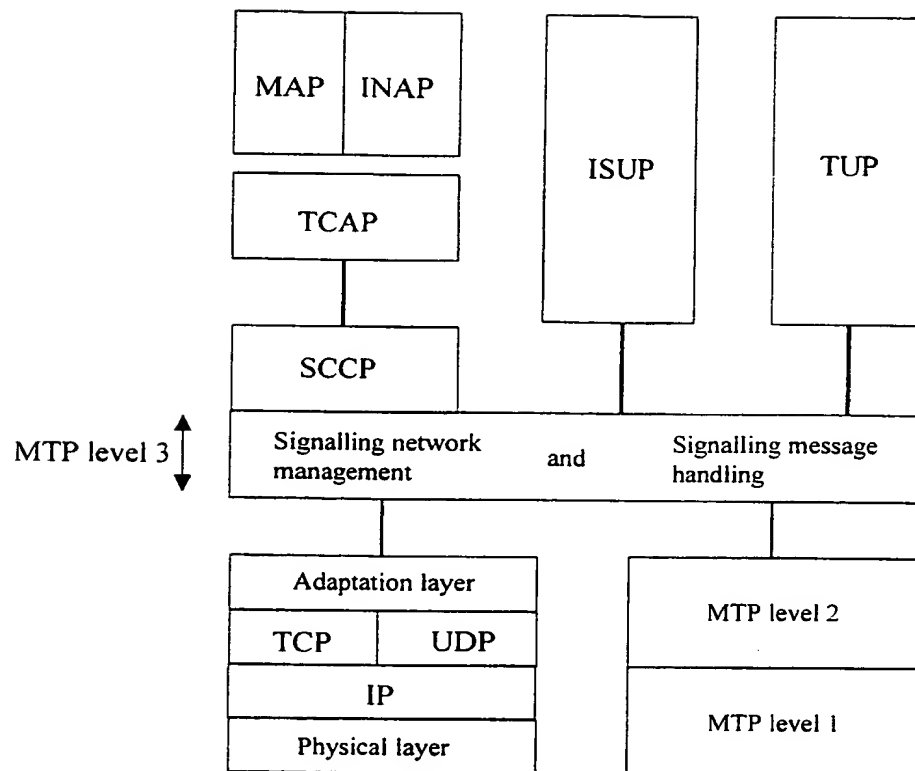 MAP INAP
ISUP
TUP
TCAP
SCCP
MTP level 3
Signalling network
management
and
Signalling message
handling
Adaptation layer
TCP UDP
IP
Physical layer
MTP level 2
MTP level 1